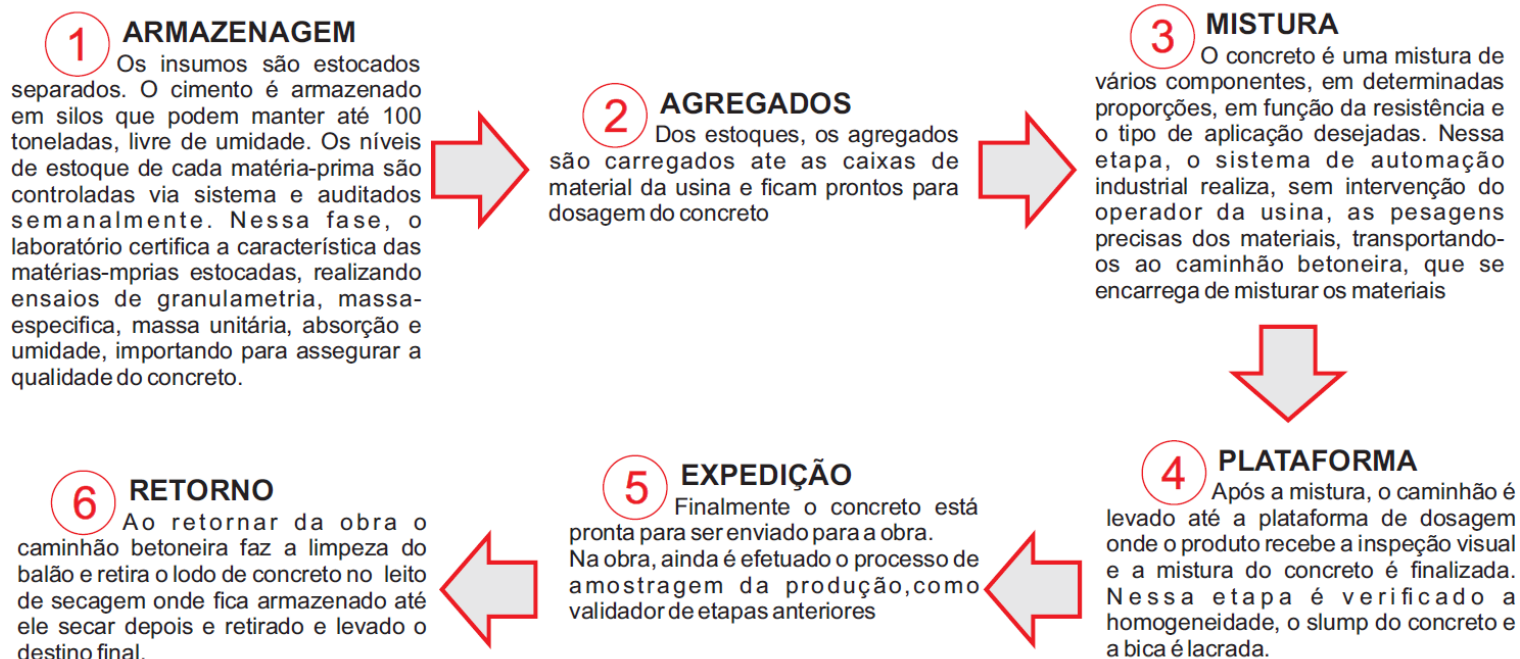 1
ARMAZENAGEM
Os insumos são estocados
separados. O cimento é armazenado
em silos que podem manter até 100
toneladas, livre de umidade. Os níveis
de estoque de cada matéria-prima são
controladas via sistema e auditados
semanalmente. Nessa fase, o
laboratório certifica a característica das
matérias-mprias estocadas, realizando
ensaios de granulametria, massa-
especifica, massa unitária, absorção e
umidade, importando para assegurar a
qualidade do concreto.
2
AGREGADOS
Dos estoques, os agregados
são carregados ate as caixas de
material da usina e ficam prontos para
dosagem do concreto
3
MISTURA
O concreto é uma mistura de
vários componentes, em determinadas
proporções, em função da resistência e
o tipo de aplicação desejadas. Nessa
etapa, o sistema de automação
industrial realiza, sem intervenção do
operador da usina, as pesagens
precisas dos materiais, transportando-
os ao caminhão betoneira, que se
encarrega de misturar os materiais
4
PLATAFORMA
Após a mistura, o caminhão é
levado até a plataforma de dosagem
onde o produto recebe a inspeção visual
e a mistura do concreto é finalizada.
Nessa etapa é verificado a
homogeneidade, o slump do concreto e
a bica é lacrada.
5
EXPEDIÇÃO
Finalmente o concreto está
pronta para ser enviado para a obra.
Na obra, ainda é efetuado o processo de
amostragem da produção,como
validador de etapas anteriores
6
RETORNO
Ao retornar da obra o
caminhão betoneira faz a limpeza do
balão e retira o lodo de concreto no leito
de secagem onde fica armazenado até
ele secar depois e retirado e levado o
destino final.